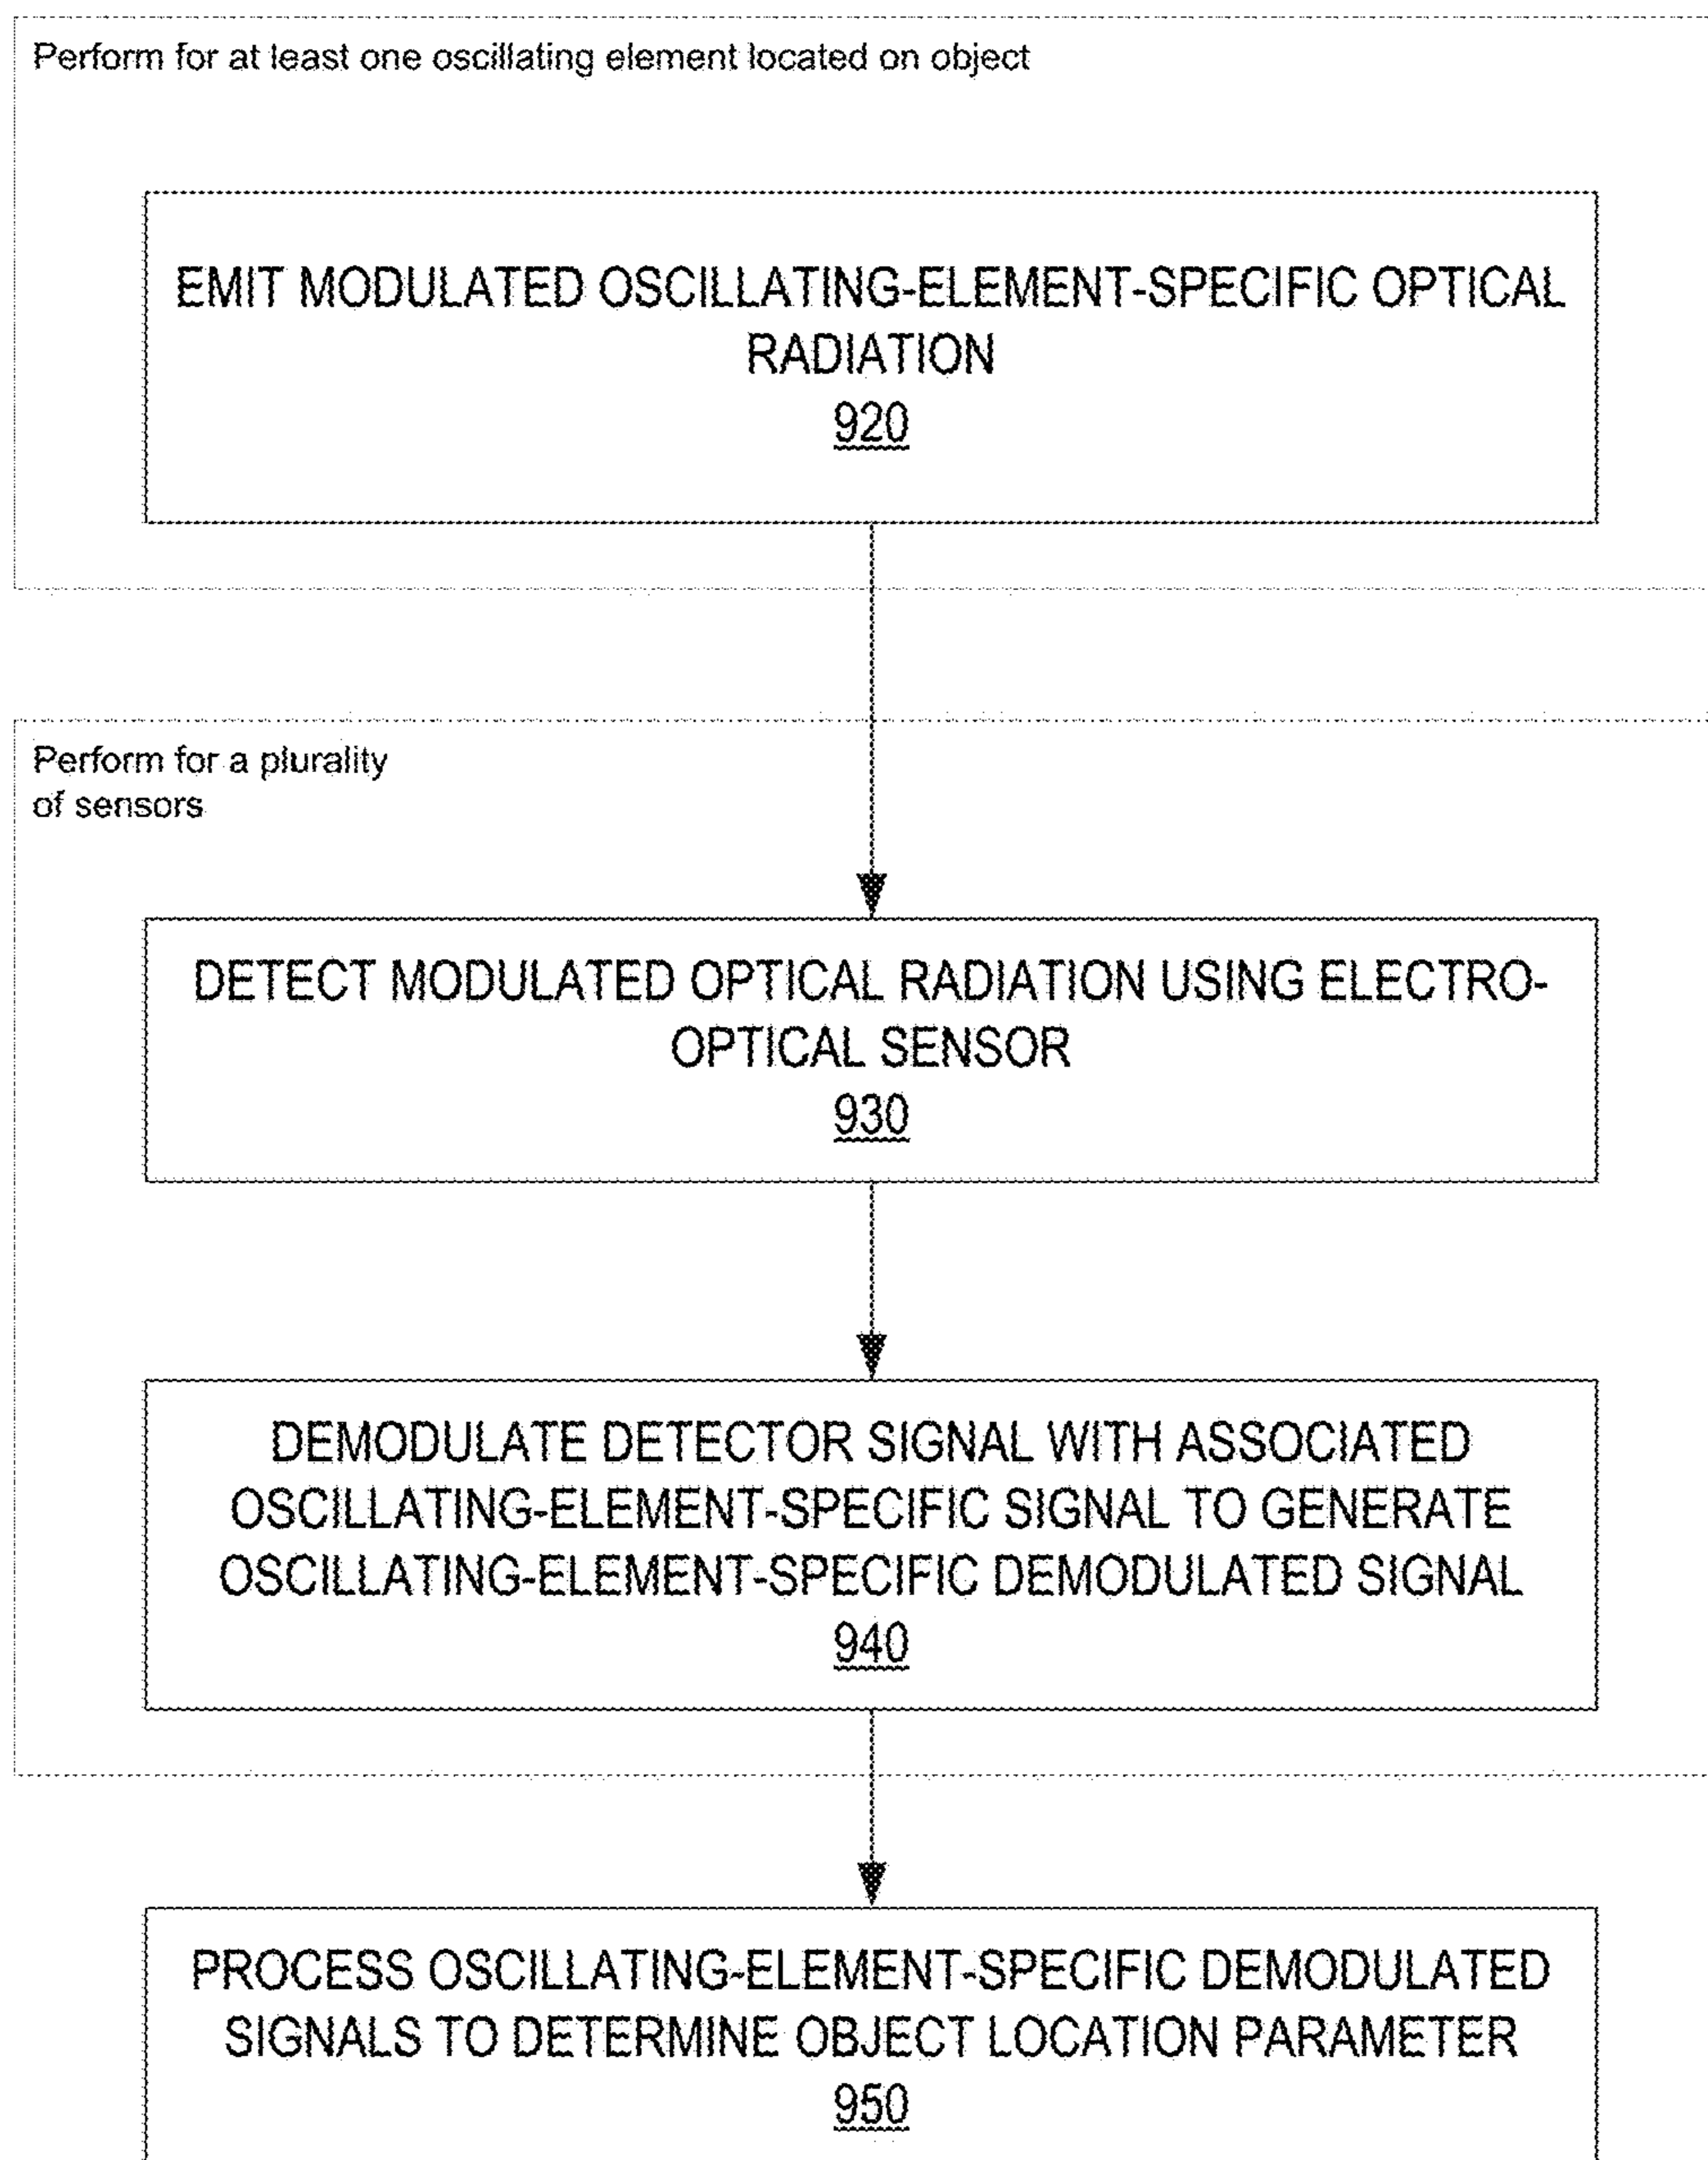 Perform for at least one oscillating element located on object
EMIT MODULATED OSCILLATING-ELEMENT-SPECIFIC OPTICAL
RADIATION
920
Perform for a plurality
of sensors
DETECT MODULATED OPTICAL RADIATION USING ELECTRO-
OPTICAL SENSOR
930
DEMODULATE DETECTOR SIGNAL WITH ASSOCIATED
OSCILLATING-ELEMENT-SPECIFIC SIGNAL TO GENERATE
OSCILLATING-ELEMENT-SPECIFIC DEMODULATED SIGNAL
940
PROCESS OSCILLATING-ELEMENT-SPECIFIC DEMODULATED
SIGNALS TO DETERMINE OBJECT LOCATION PARAMETER
950